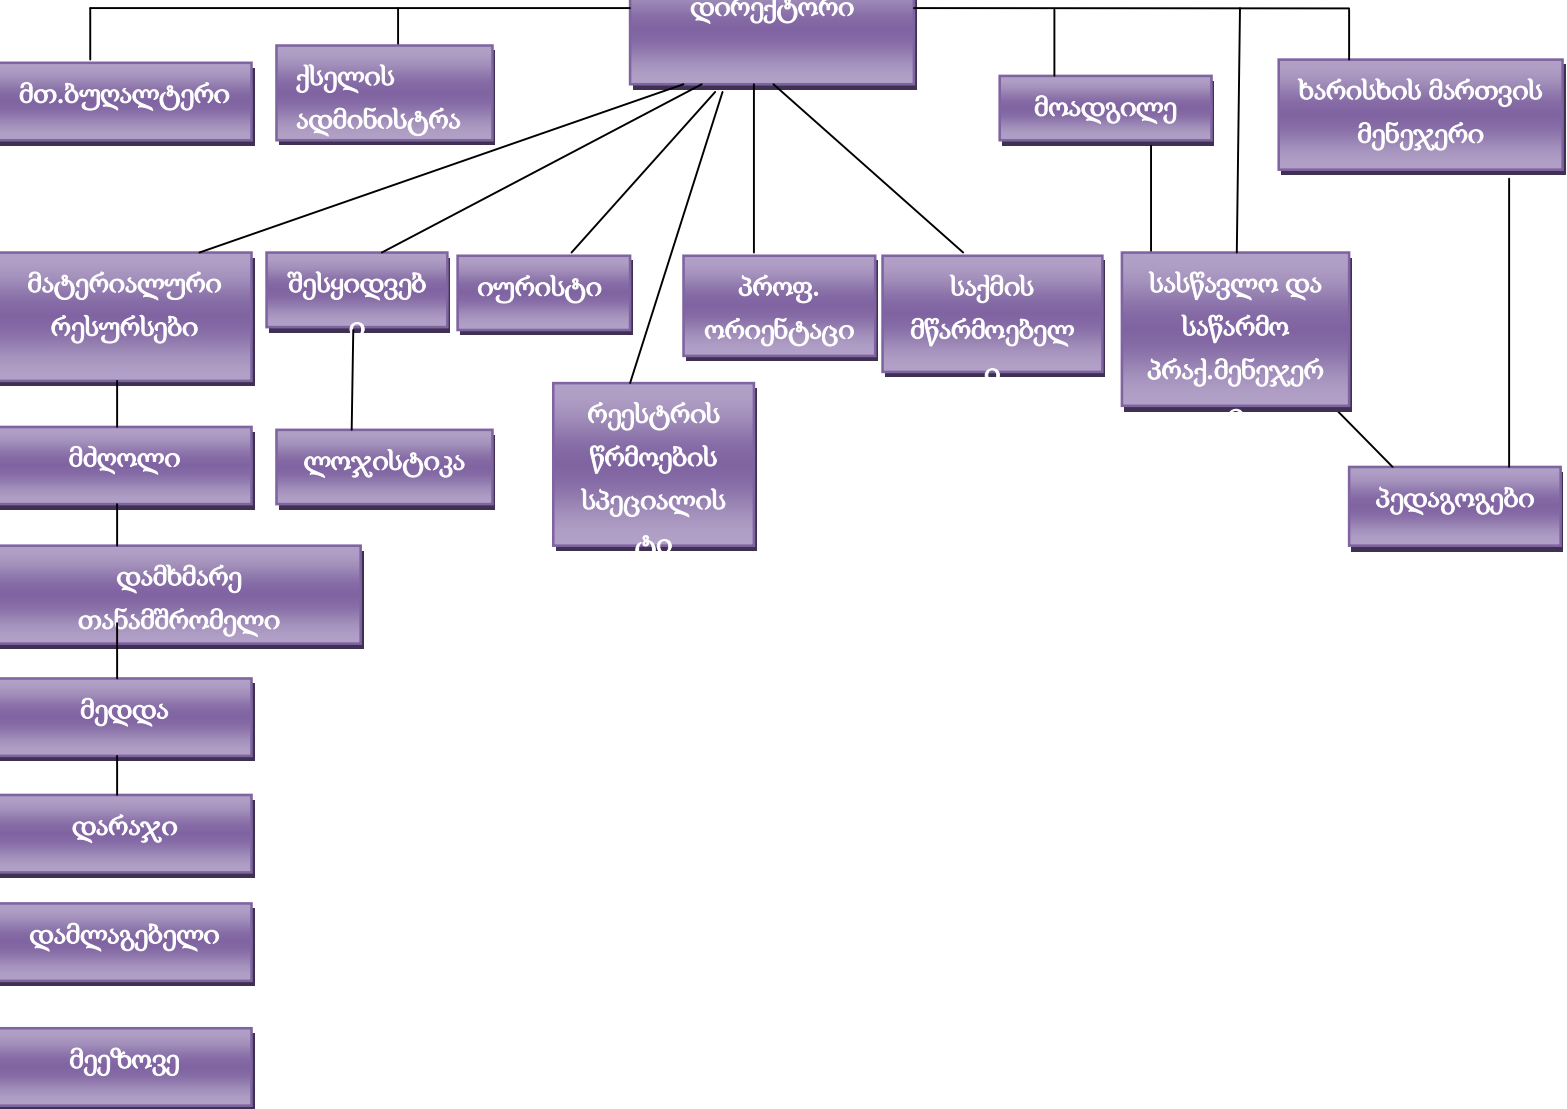 დირექტორი
მთ.ბუღალტერი
ქსელის
ადმინისტრა
მოადგილე
ხარისხის მართვის
მენეჯერი
მატერიალური
რესურსები
შესყიდვებ
ი
იურისტი
პროფ.
ორიენტაცი
საქმის
მწარმოებელ
ი
სასწავლო და
საწარმო
პრაქ.მენეჯერ
ი
რეესტრის
წრმოების
სპეციალის
ტი
მძღოლი
ლოჯისტიკა
პედაგოგები
დამხმარე
თანამშრომელი
მედდა
დარაჯი
დამლაგებელი
მეეზოვე